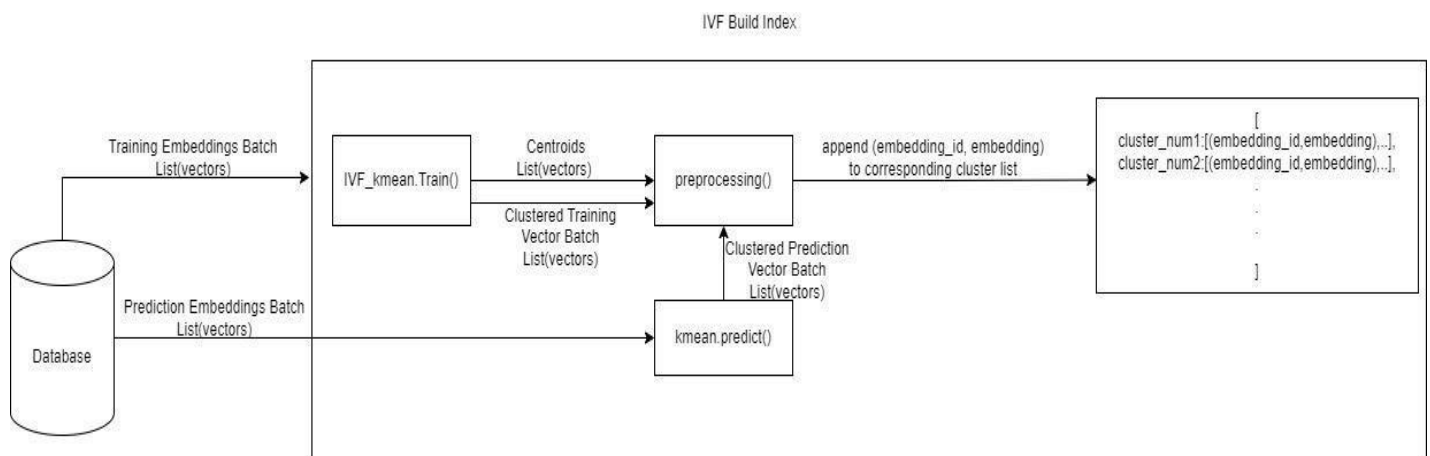 IVF Build Index
Training Embeddings Batch
List(vectors)
IVF_kmean.Train()
Centroids
List(vectors)
Clustered Training
Vector Batch
List(vectors)
preprocessing()
append (embedding_id, embedding)
to corresponding cluster list
[
cluster_num1:[(embedding_id,embedding),..],
cluster_num2:[(embedding_id,embedding),..],
.
.
.
]
Clustered Prediction
Vector Batch
List(vectors)
Prediction Embeddings Batch
List(vectors)
kmean.predict()
Database